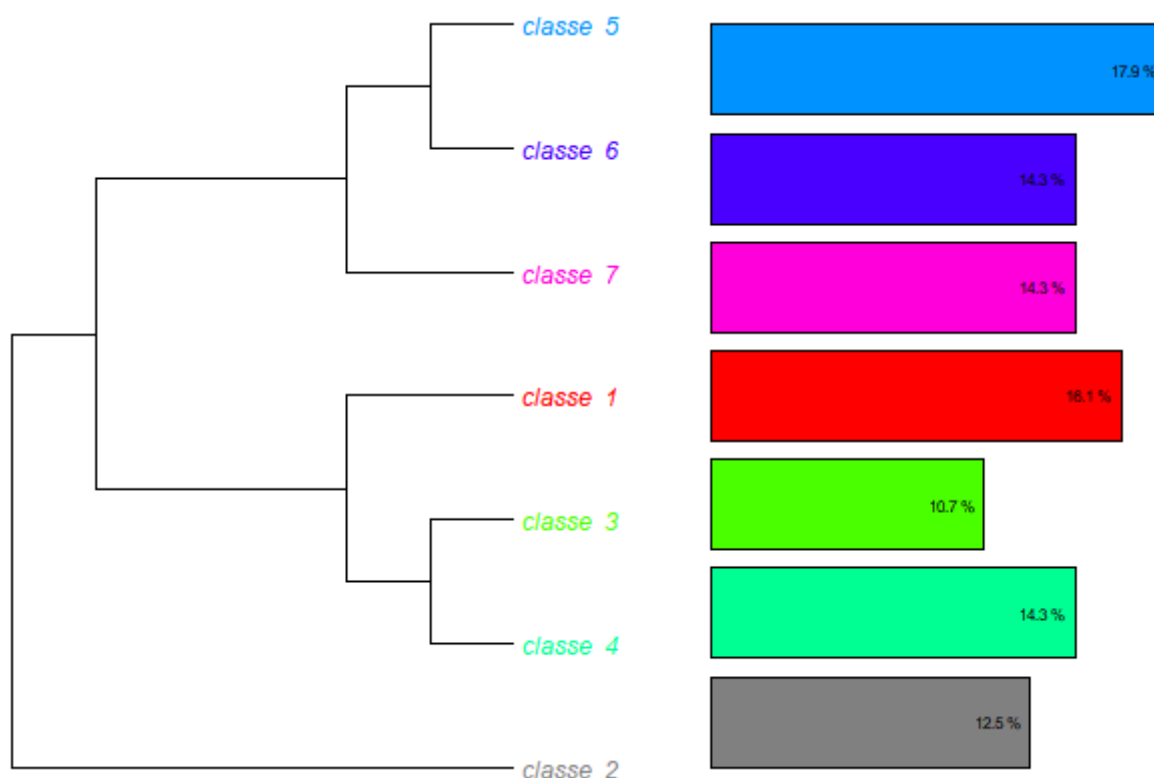 classe 5
17.9 %
classe 6
14.3 %
classe 7
14.3 %
classe 1
16.1 %
classe 3
10.7 %
classe 4
14.3 %
classe 2
12.5 %